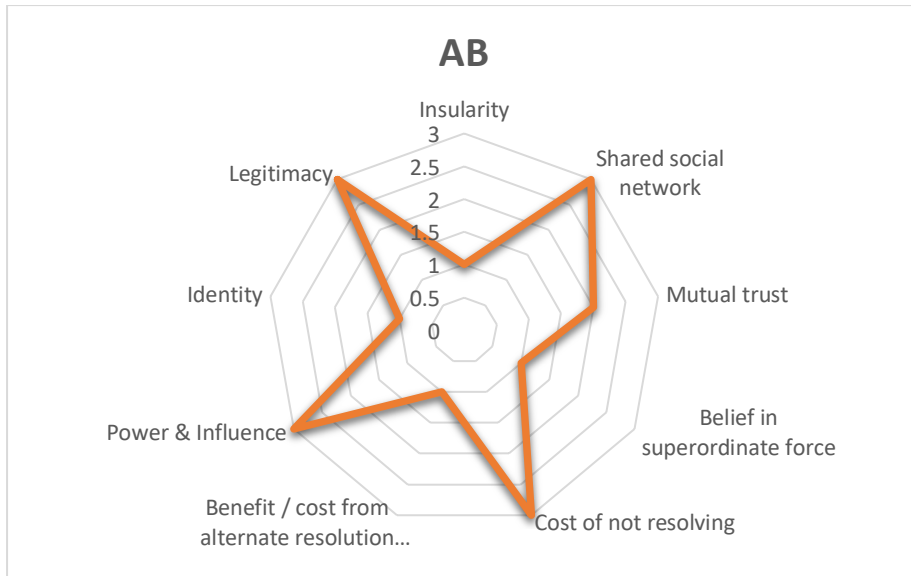 AB
Insularity
3
2.5
2
1.5
1
0.5
0
Shared social
network
Mutual trust
Belief in
superordinate force
Cost of not resolving
Benefit / cost from
alternate resolution...
Power & Influence
Identity
Legitimacy